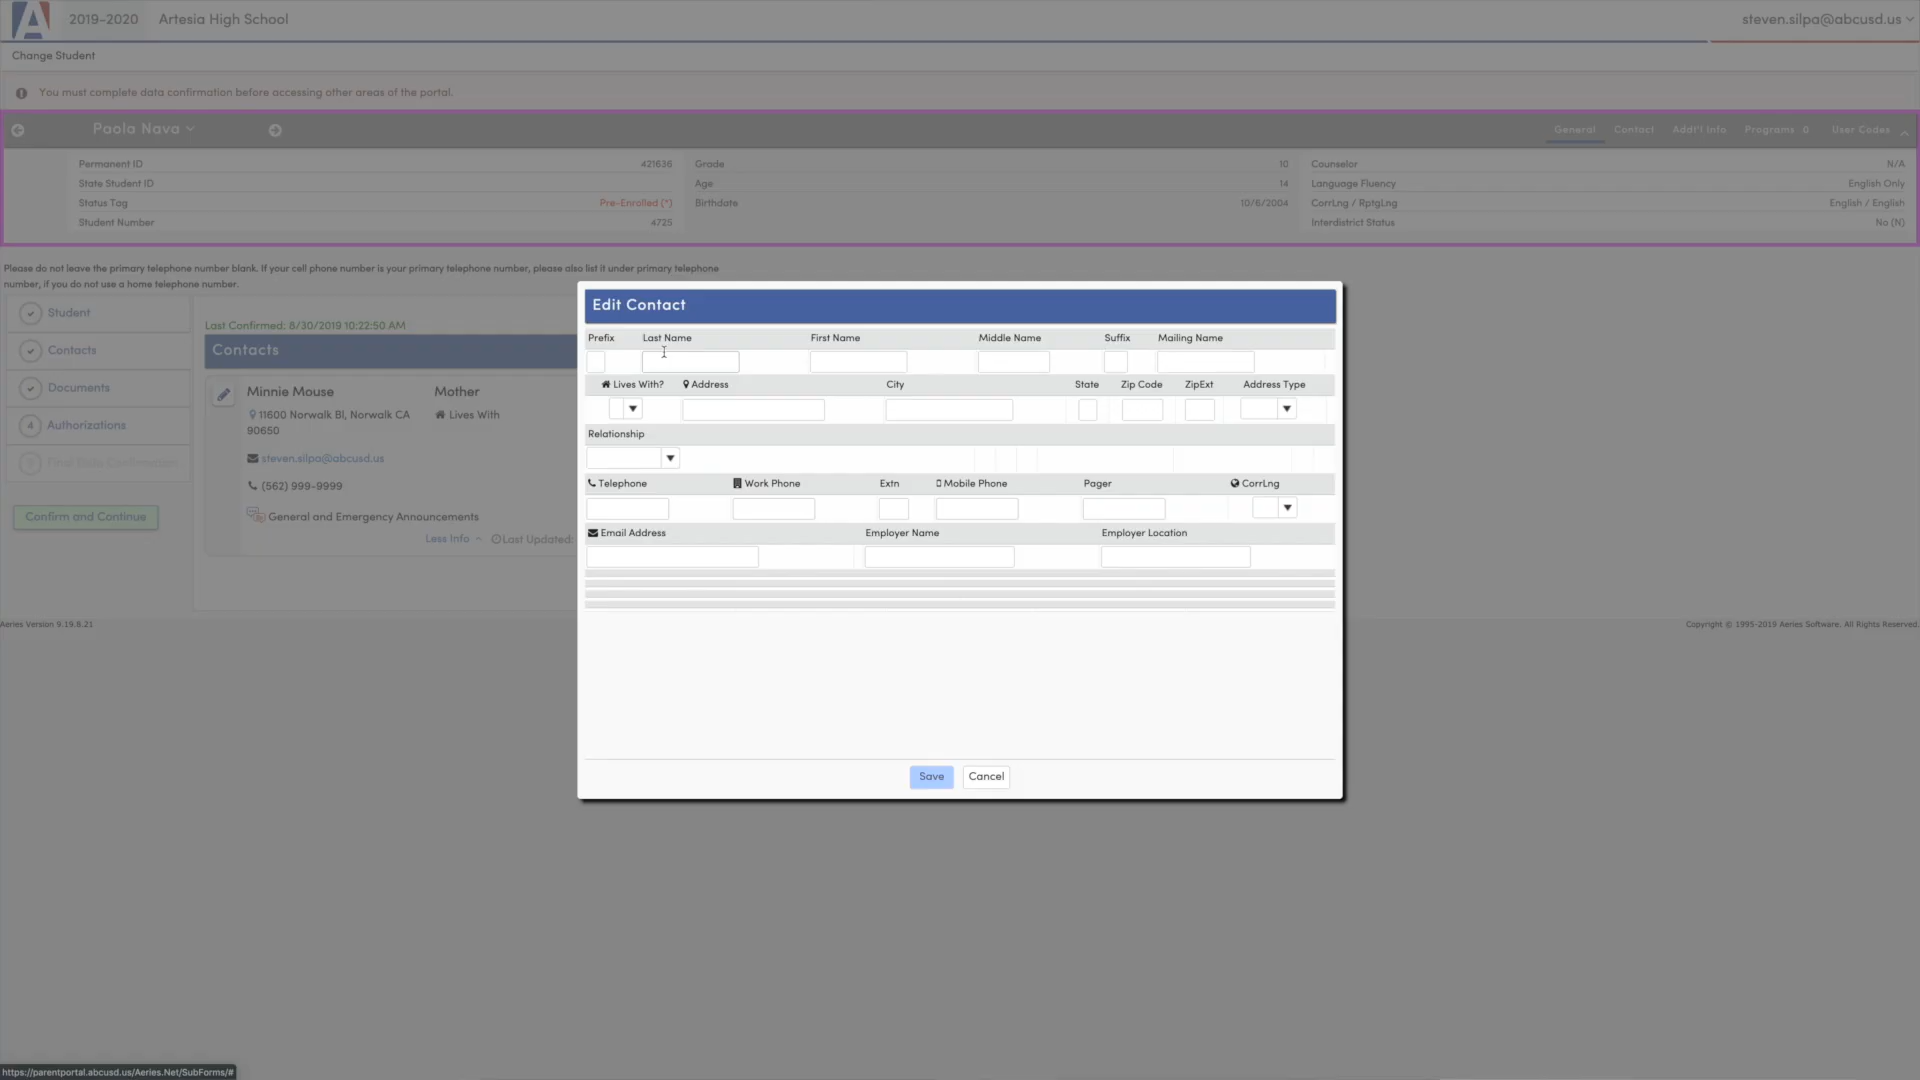 2019-2020 Artesia High School steven.silpa@abcusd.us
Change Student
You must complete data confirmation before accessing other areas of the portal.
Paola Nava General Contact Addt'l Info Programs 0 User Codes
Permanent ID 421636 Grade 10 Counselor N/A
State Student ID Age 14 Language Fluency English Only
Status Tag Pre-Enrolled (*) Birthdate 10/6/2004 CorrLng / RptgLng English / English
Student Number 4725 Interdistrict Status No (N)
Please do not leave the primary telephone number blank. If your cell phone number is your primary telephone number, please also list it under primary telephone
number, if you do not use a home telephone number.
Student
Contacts
Documents
4 Authorizations
Final Data Confirmation
Confirm and Continue
Last Confirmed: 8/30/2019 10:22:50 AM
Contacts
Minnie Mouse Mother
11600 Norwalk Bl, Norwalk CA Lives With
90650
steven.silpa@abcusd.us
(562) 999-9999
General and Emergency Announcements
Less Info Last Updated:
Edit Contact
Prefix Last Name First Name Middle Name Suffix Mailing Name
Lives With? Address City State Zip Code ZipExt Address Type
Relationship
Telephone Work Phone Extn Mobile Phone Pager CorrLng
Email Address Employer Name Employer Location
Save Cancel
Aeries Version 9.19.8.21 Copyright © 1995-2019 Aeries Software. All Rights Reserved.
https://parentportal.abcusd.us/Aeries.Net/SubForms/#